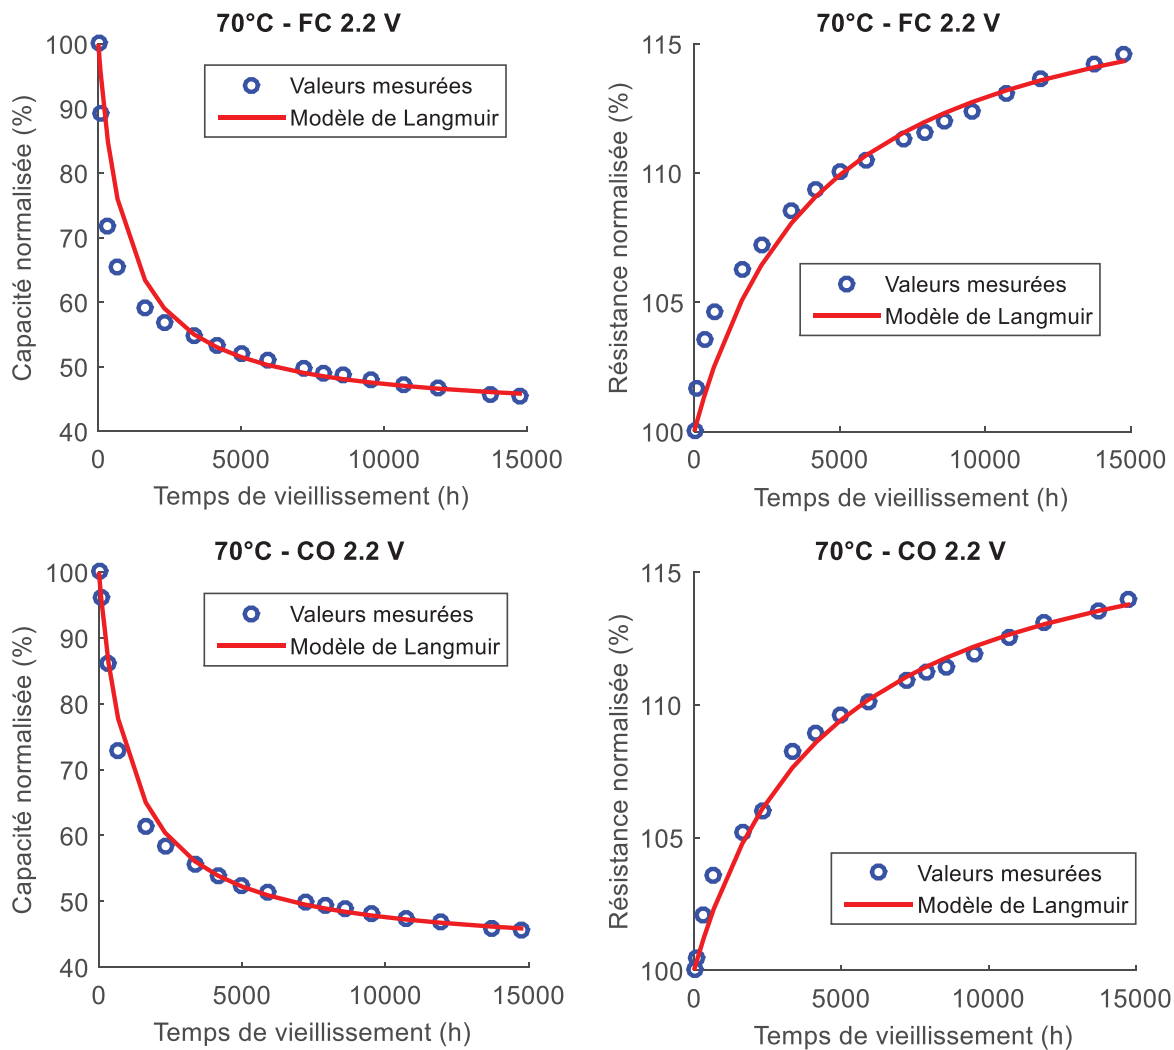 70°C - FC 2.2 V
Capacité normalisée (%)
100
90
80
70
60
50
40
Valeurs mesurées
Modèle de Langmuir
0 5000 10000 15000
Temps de vieillissement (h)
70°C - FC 2.2 V
Résistance normalisée (%)
115
110
105
100
Valeurs mesurées
Modèle de Langmuir
0 5000 10000 15000
Temps de vieillissement (h)
70°C - CO 2.2 V
Capacité normalisée (%)
100
90
80
70
60
50
40
Valeurs mesurées
Modèle de Langmuir
0 5000 10000 15000
Temps de vieillissement (h)
70°C - CO 2.2 V
Résistance normalisée (%)
115
110
105
100
Valeurs mesurées
Modèle de Langmuir
0 5000 10000 15000
Temps de vieillissement (h)